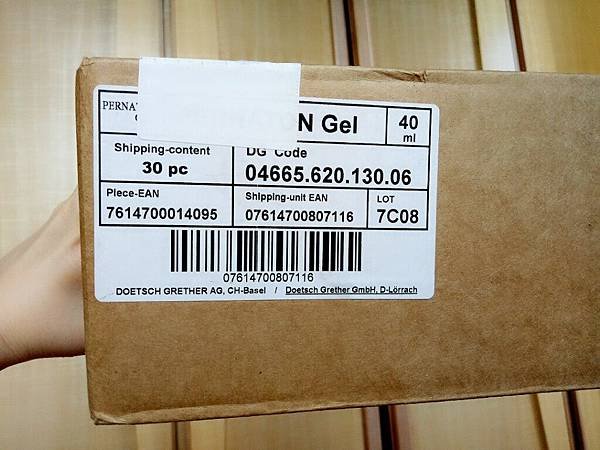 N Gel
40
ml
Shipping-content
30 pc
DG Code
04665.620.130.06
Piece-EAN
7614700014095
Shipping-unit EAN
07614700807116
LOT
7C08
07614700807116
DOETSCH GRETHER AG, CH-Basel / Doetsch Grether GmbH, D-Lörrach